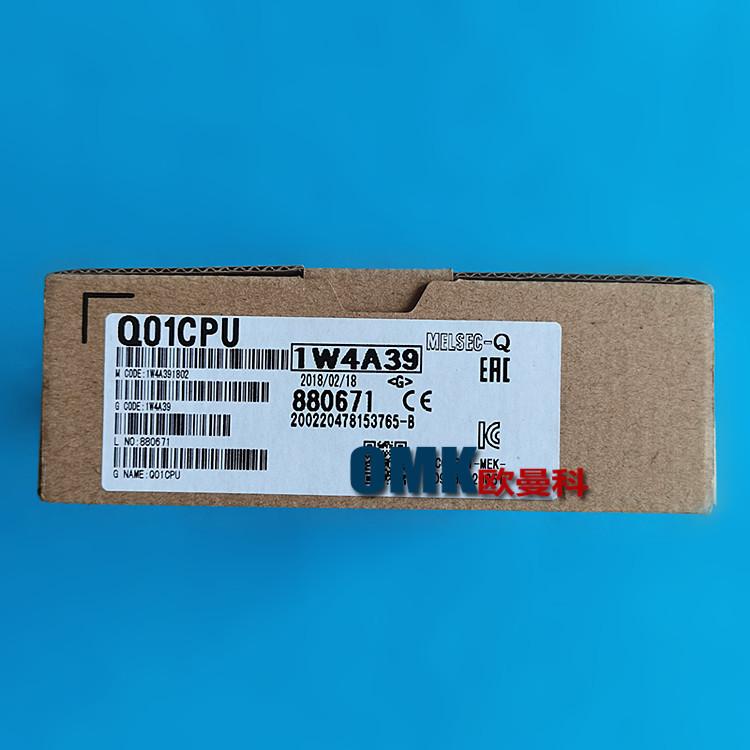 Q01CPU
M CODE:1W4A391802
G CODE:1W4A39
L NO:880671
G NAME:Q01CPU
1W4A39
2018/02/18 <G>
880671 CE
200220478153765-B
MELSEC-Q
EAC
OMK欧曼科